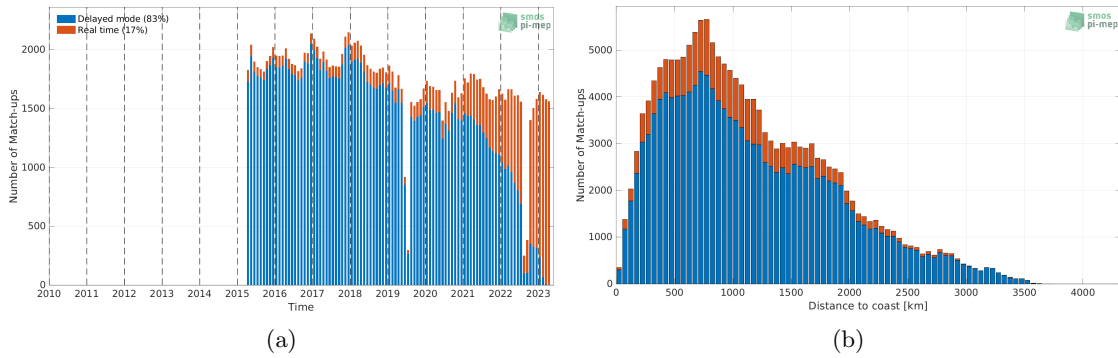 Delayed mode (83%)
Real time (17%)
smos
pi-mep
Number of Match-ups
2000
1500
1000
500
0
2010 2011 2012 2013 2014 2015 2016 2017 2018 2019 2020 2021 2022 2023
Time
(a)
smos
pi-mep
Number of Match-ups
5000
4000
3000
2000
1000
0
0 500 1000 1500 2000 2500 3000 3500 4000
Distance to coast [km]
(b)